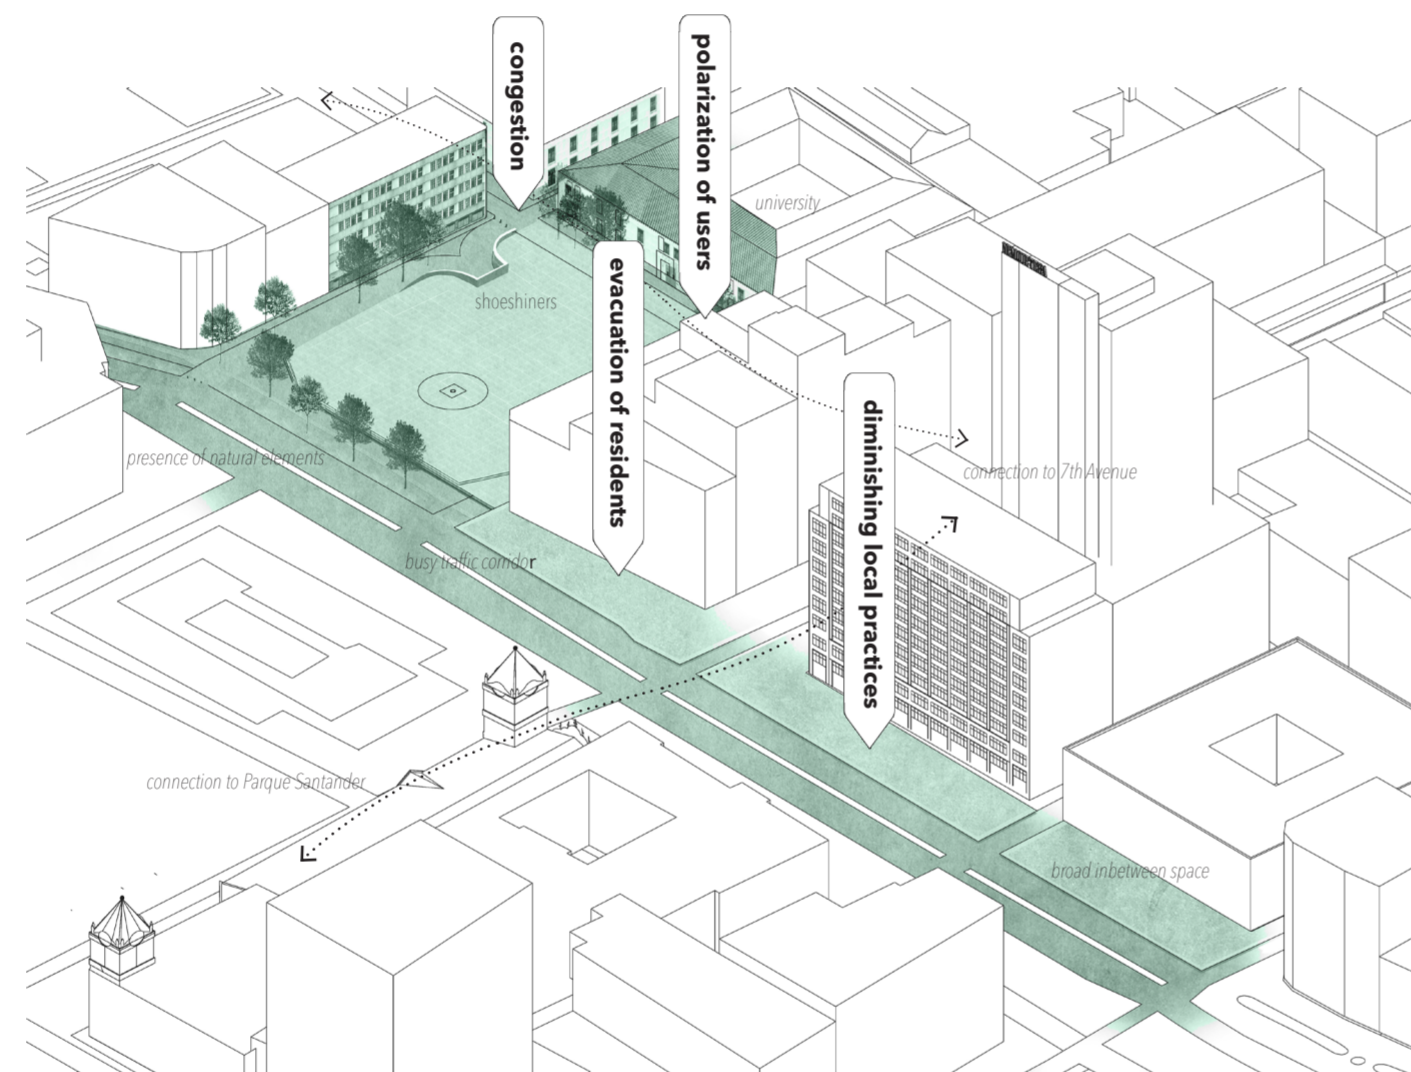 congestion
polarization of users
university
evacuation of residents
shoeshiners
diminishing local practices
presence of natural elements
connection to 7th Avenue
busy traffic corridor
connection to Parque Santander
broad inbetween space